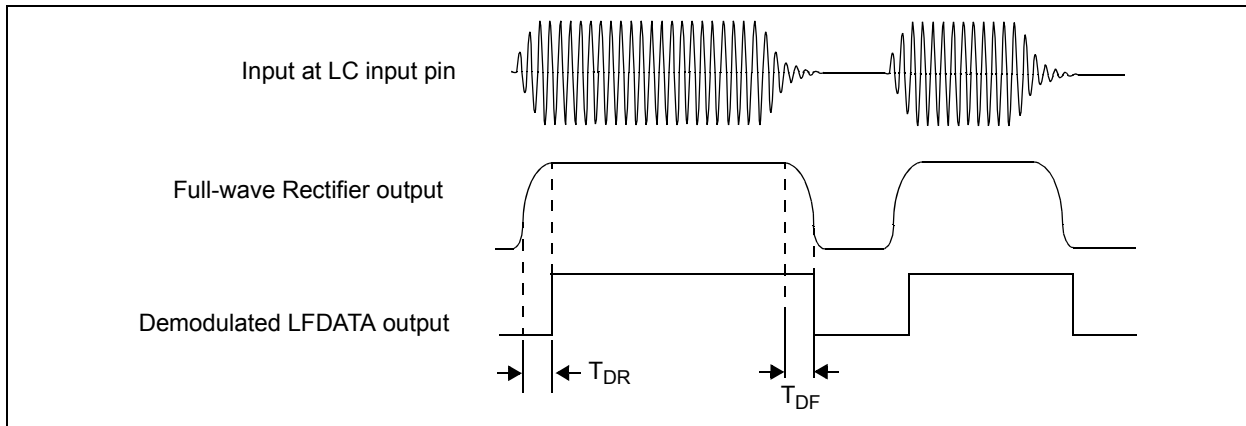 Input at LC input pin
Full-wave Rectifier output
Demodulated LFDATA output
TDR
TDF